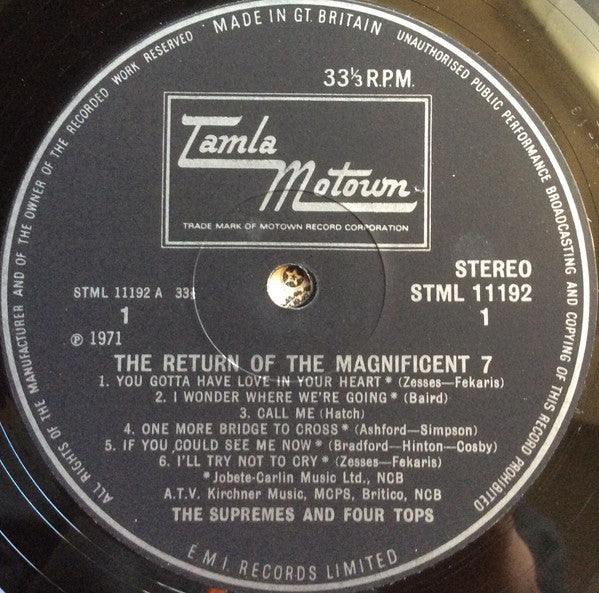 MADE IN GT. BRITAIN
UNAUTHORISED PUBLIC PERFORMANCE BROADCASTING AND COPYING OF THIS RECORD PROHIBITED
ALL RIGHTS OF THE MANUFACTURER AND OF THE OWNER OF THE RECORDED WORK RESERVED
33⅓ R.P.M.
Tamla
Motown
TRADE MARK OF MOTOWN RECORD CORPORATION
STEREO
STML 11192 A 33⅓
STML 11192
1
1
℗ 1971
THE RETURN OF THE MAGNIFICENT 7
1. YOU GOTTA HAVE LOVE IN YOUR HEART * (Zesses—Fekaris)
2. I WONDER WHERE WE'RE GOING * (Baird)
3. CALL ME (Hatch)
4. ONE MORE BRIDGE TO CROSS * (Ashford—Simpson)
5. IF YOU COULD SEE ME NOW * (Bradford—Hinton—Cosby)
6. I'LL TRY NOT TO CRY * (Zesses—Fekaris)
*Jobete-Carlin Music Ltd., NCB
A.T.V. Kirchner Music, MCPS, Britico, NCB
THE SUPREMES AND FOUR TOPS
E.M.I. RECORDS LIMITED